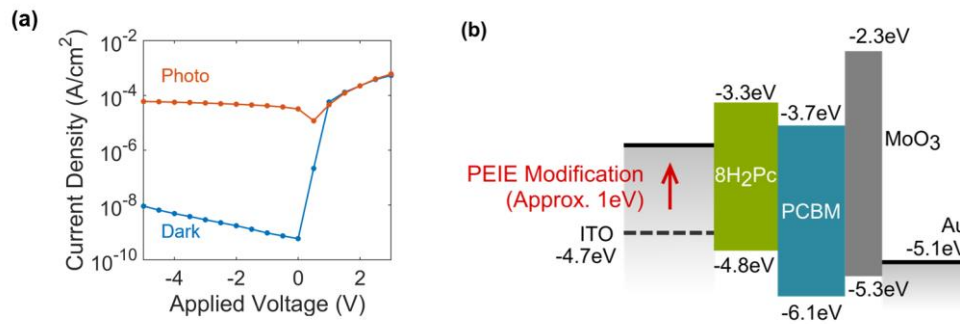 (a)
Current Density (A/cm²)
10⁻²
10⁻⁴
10⁻⁶
10⁻⁸
10⁻¹⁰
Photo
Dark
-4
-2
0
2
Applied Voltage (V)
(b)
-2.3eV
-3.3eV
-3.7eV
MoO₃
PEIE Modification
(Approx. 1eV)
8H₂Pc
PCBM
ITO
-4.7eV
-4.8eV
Au
-5.1eV
-5.3eV
-6.1eV